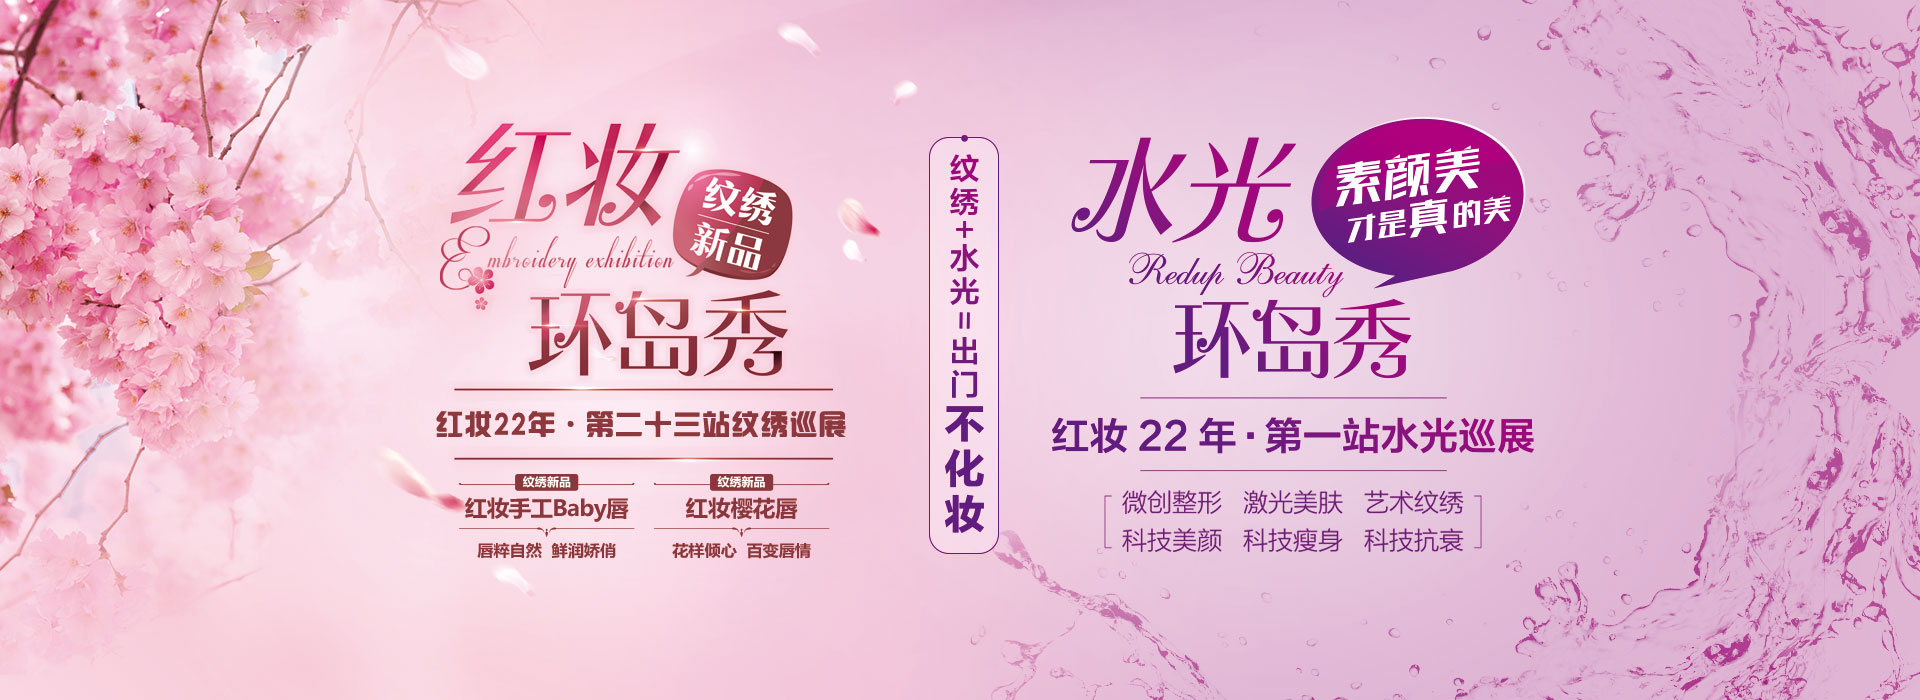 红妆
纹绣
新品
Embroidery exhibition
环岛秀
红妆22年·第二十三站纹绣巡展
纹绣新品
红妆手工Baby唇
唇粹自然 鲜润娇俏
纹绣新品
红妆樱花唇
花样倾心 百变唇情
纹绣+水光=出门不化妆
水光
素颜美
才是真的美
Redup Beauty
环岛秀
红妆 22 年·第一站水光巡展
微创整形 激光美肤 艺术纹绣
科技美颜 科技瘦身 科技抗衰